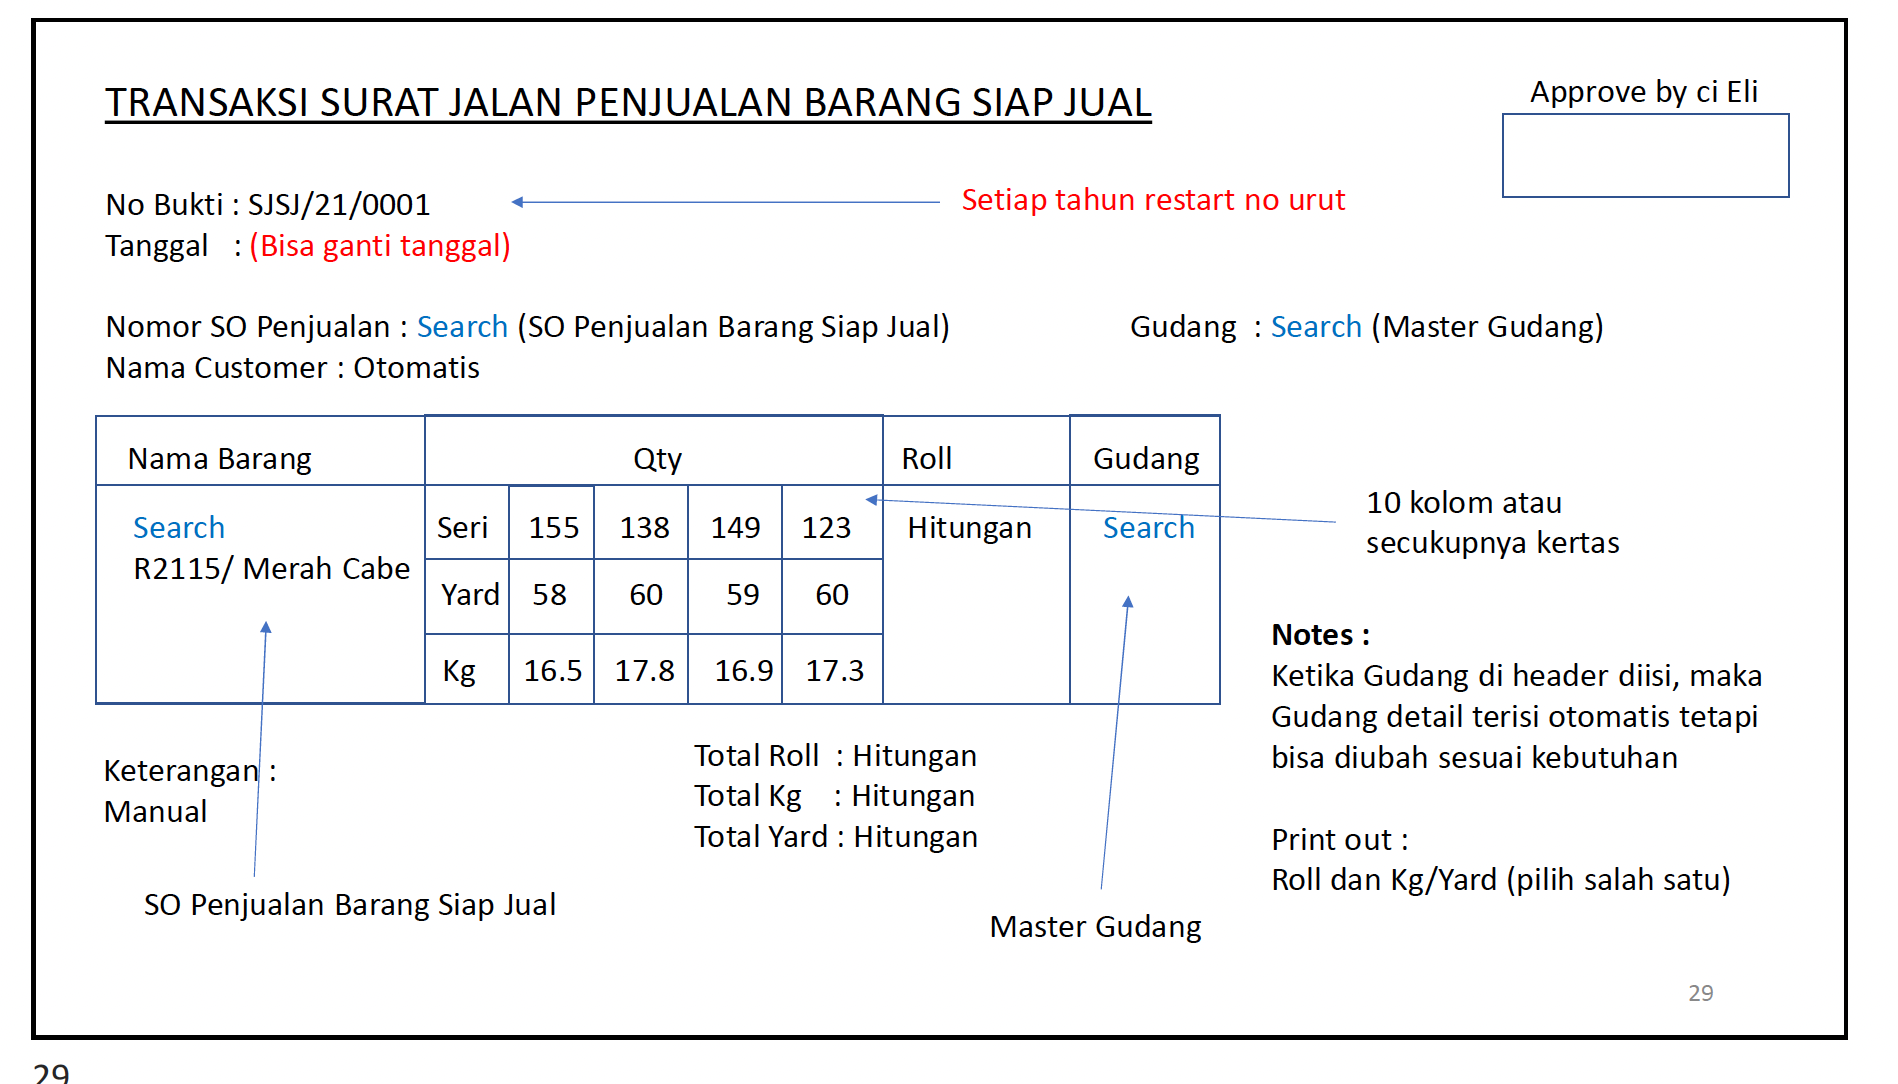 TRANSAKSI SURAT JALAN PENJUALAN BARANG SIAP JUAL
Approve by ci Eli
No Bukti : SJSJ/21/0001
Setiap tahun restart no urut
Tanggal : (Bisa ganti tanggal)
Nomor SO Penjualan : Search (SO Penjualan Barang Siap Jual)
Gudang : Search (Master Gudang)
Nama Customer : Otomatis
Nama Barang Qty Roll Gudang
Search
R2115/ Merah Cabe
Seri 155 138 149 123
Yard 58 60 59 60
Kg 16.5 17.8 16.9 17.3
Hitungan
Search
10 kolom atau
secukupnya kertas
Notes :
Ketika Gudang di header diisi, maka
Gudang detail terisi otomatis tetapi
bisa diubah sesuai kebutuhan
Print out :
Roll dan Kg/Yard (pilih salah satu)
Keterangan :
Manual
Total Roll : Hitungan
Total Kg : Hitungan
Total Yard : Hitungan
SO Penjualan Barang Siap Jual
Master Gudang
29
29